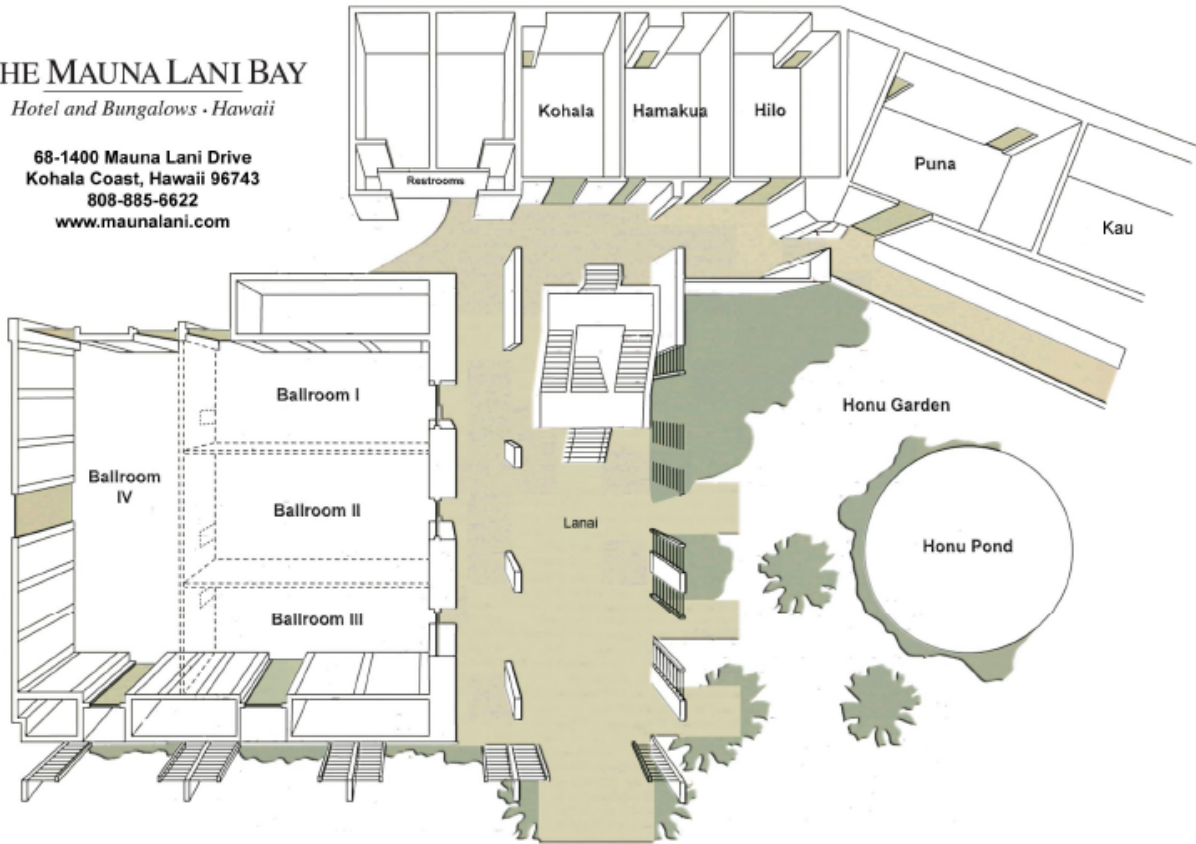 HE MAUNA LANI BAY
Hotel and Bungalows · Hawaii
68-1400 Mauna Lani Drive
Kohala Coast, Hawaii 96743
808-885-6622
www.maunalani.com
Restrooms
Kohala
Hamakua
Hilo
Puna
Kau
Ballroom I
Ballroom
IV
Ballroom II
Ballroom III
Lanai
Honu Garden
Honu Pond